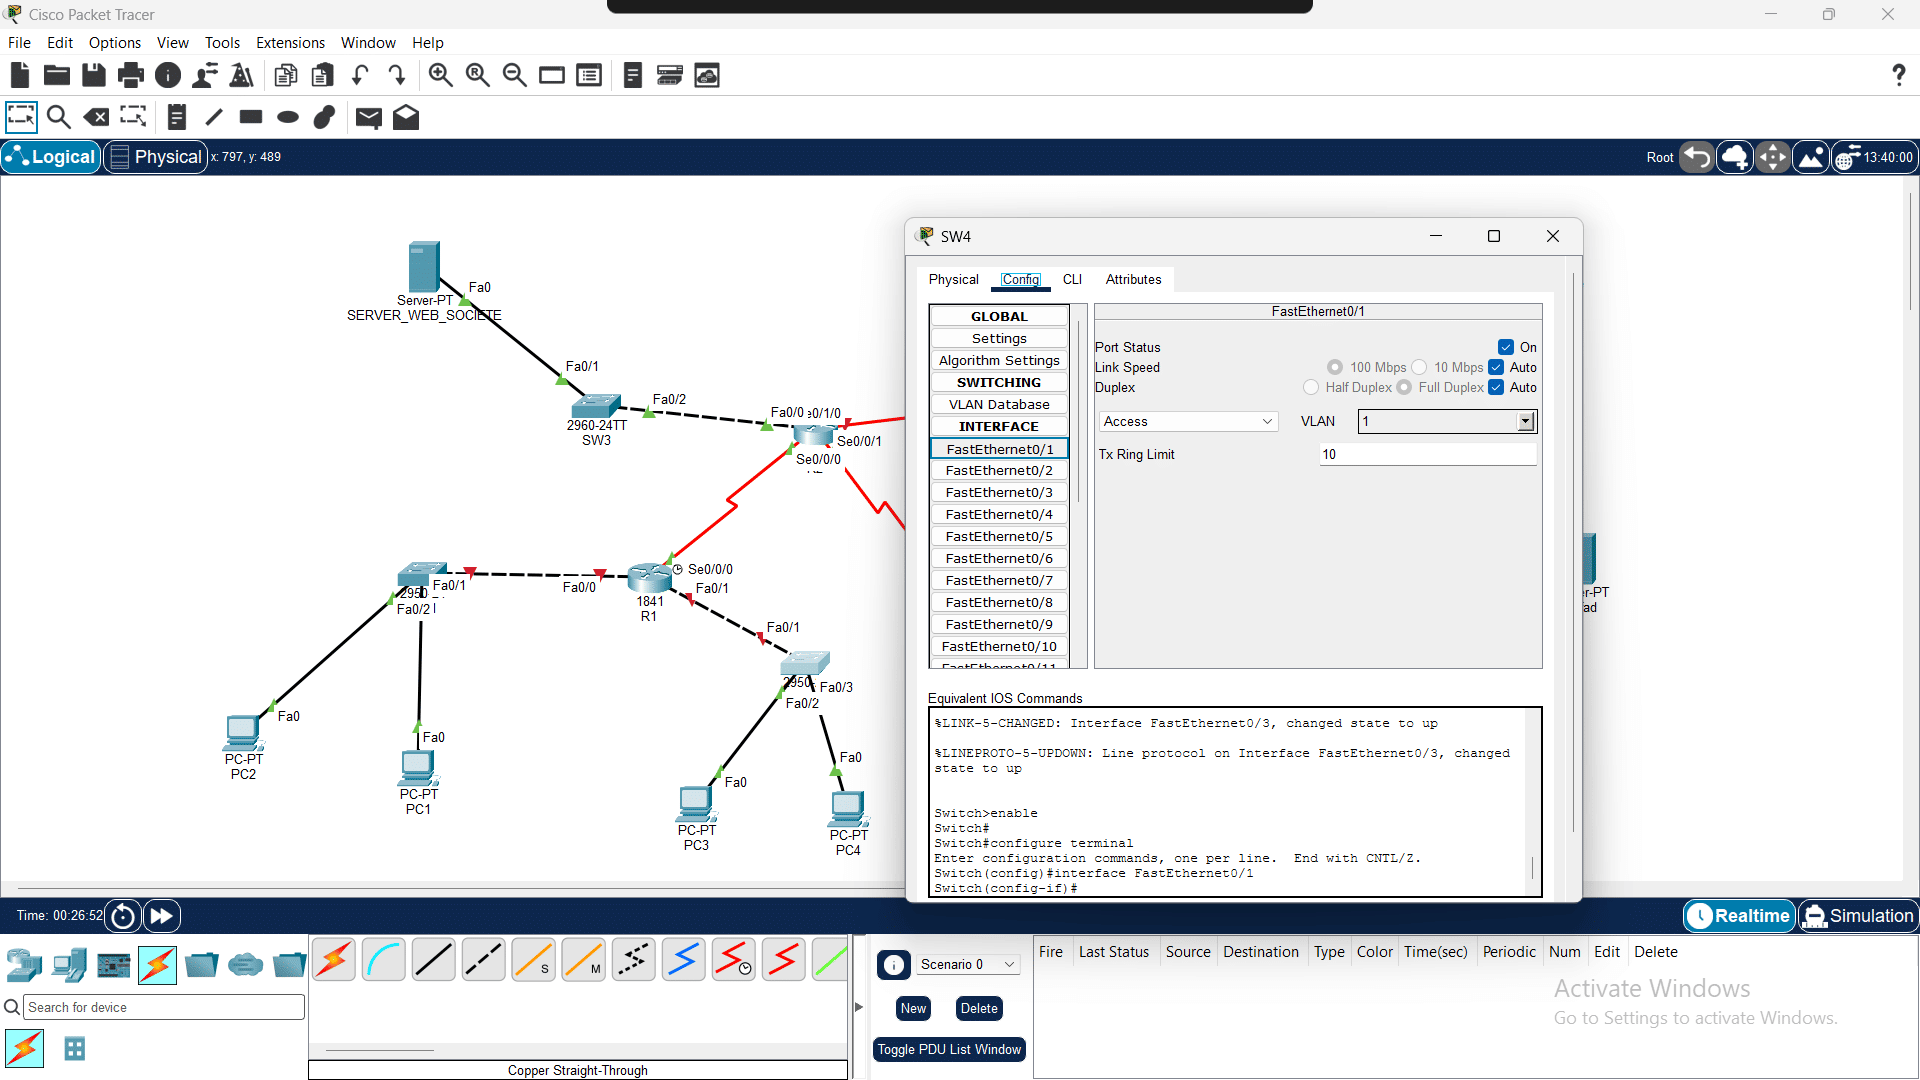 Cisco Packet Tracer
File Edit Options View Tools Extensions Window Help
Logical Physical x: 797, y: 489 Root 13:40:00
Fa0
Server-PT
SERVER_WEB_SOCIETE
Fa0/1
Fa0/2
2960-24TT
SW3
Fa0/0
Se0/0/1
Se0/0/0
Fa0/1
Fa0/2
Fa0/0
Se0/0/0
Fa0/1
1841
R1
Fa0/1
2950-
Fa0/3
Fa0/2
Fa0
PC-PT
PC2
Fa0
PC-PT
PC1
Fa0
PC-PT
PC3
Fa0
PC-PT
PC4
SW4
Physical Config CLI Attributes
GLOBAL
Settings
Algorithm Settings
SWITCHING
VLAN Database
INTERFACE
FastEthernet0/1
FastEthernet0/2
FastEthernet0/3
FastEthernet0/4
FastEthernet0/5
FastEthernet0/6
FastEthernet0/7
FastEthernet0/8
FastEthernet0/9
FastEthernet0/10
FastEthernet0/11
FastEthernet0/1
Port Status On
Link Speed 100 Mbps 10 Mbps Auto
Duplex Half Duplex Full Duplex Auto
Access VLAN 1
Tx Ring Limit 10
Equivalent IOS Commands
%LINK-5-CHANGED: Interface FastEthernet0/3, changed state to up
%LINEPROTO-5-UPDOWN: Line protocol on Interface FastEthernet0/3, changed
state to up
Switch>enable
Switch#
Switch#configure terminal
Enter configuration commands, one per line. End with CNTL/Z.
Switch(config)#interface FastEthernet0/1
Switch(config-if)#
r-PT
ad
Time: 00:26:52 Realtime Simulation
S
M
Search for device
Copper Straight-Through
Scenario 0
New Delete
Toggle PDU List Window
Fire Last Status Source Destination Type Color Time(sec) Periodic Num Edit Delete
Activate Windows
Go to Settings to activate Windows.